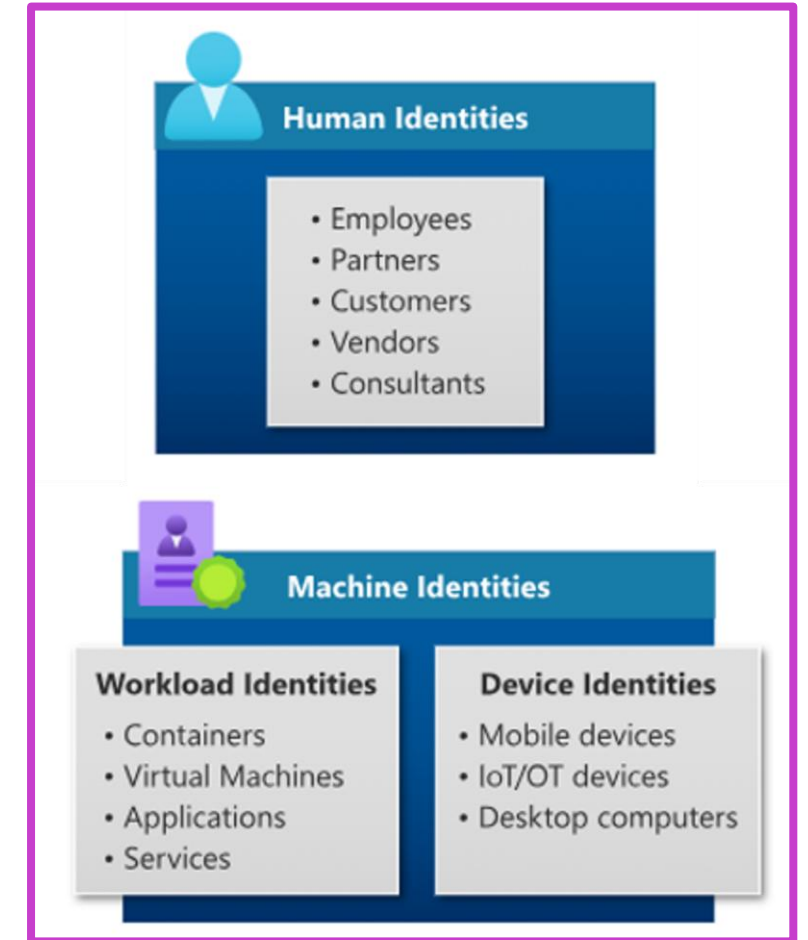 Human Identities
• Employees
• Partners
• Customers
• Vendors
• Consultants
Machine Identities
Workload Identities
• Containers
• Virtual Machines
• Applications
• Services
Device Identities
• Mobile devices
• IoT/OT devices
• Desktop computers